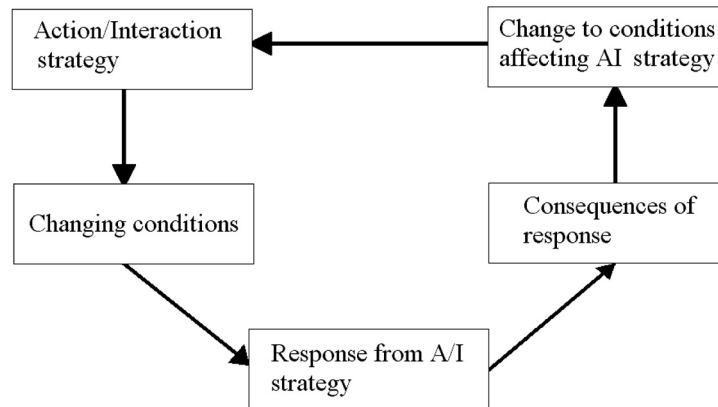 Action/Interaction
strategy
Change to conditions
affecting AI strategy
Changing conditions
Consequences of
response
Response from A/I
strategy